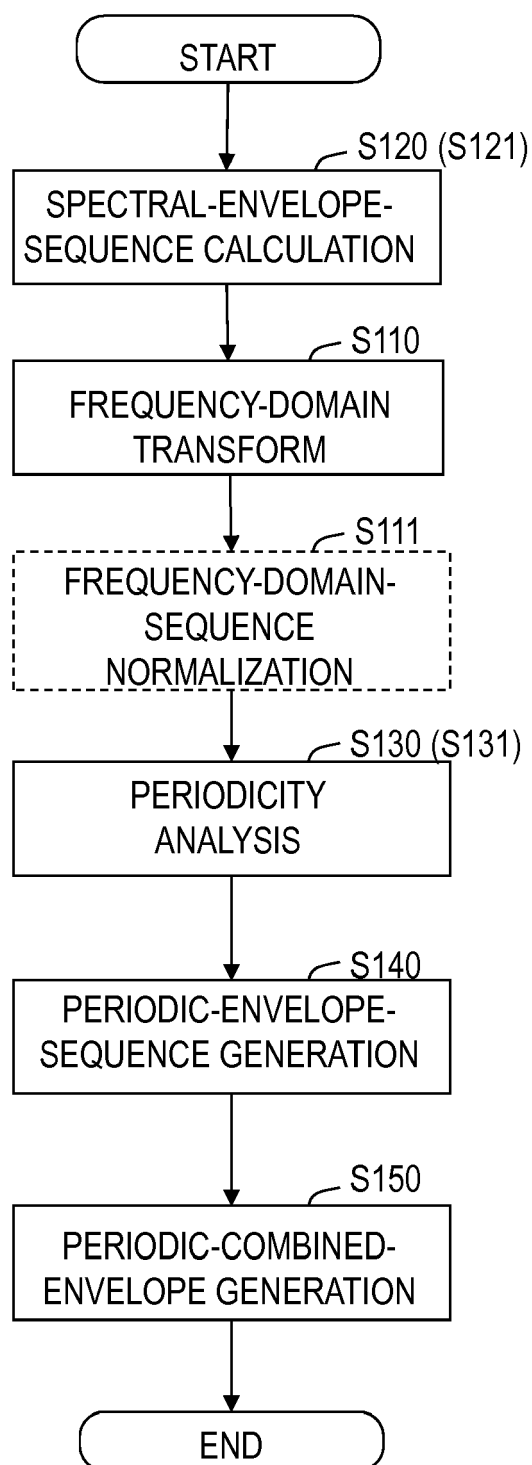 START
S120 (S121)
SPECTRAL-ENVELOPE-
SEQUENCE CALCULATION
S110
FREQUENCY-DOMAIN
TRANSFORM
S111
FREQUENCY-DOMAIN-
SEQUENCE
NORMALIZATION
S130 (S131)
PERIODICITY
ANALYSIS
S140
PERIODIC-ENVELOPE-
SEQUENCE GENERATION
S150
PERIODIC-COMBINED-
ENVELOPE GENERATION
END